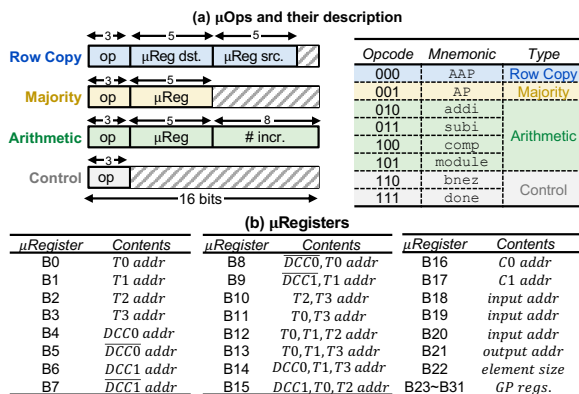 (a) μOps and their description
3 5 5
Row Copy op μReg dst. μReg src.
3 5
Majority op μReg
3 5 8
Arithmetic op μReg # incr.
3
Control op
16 bits
Opcode Mnemonic Type
000 AAP Row Copy
001 AP Majority
010 addi
011 subi
Arithmetic
100 comp
101 module
110 bnez
Control
111 done
(b) μRegisters
μRegister Contents μRegister Contents μRegister Contents
B0 T0 addr B8 D̅C̅C̅0̅, T0 addr B16 C0 addr
B1 T1 addr B9 D̅C̅C̅1̅, T1 addr B17 C1 addr
B2 T2 addr B10 T2, T3 addr B18 input addr
B3 T3 addr B11 T0, T3 addr B19 input addr
B4 DCC0 addr B12 T0, T1, T2 addr B20 input addr
B5 D̅C̅C̅0̅ addr B13 T0, T1, T3 addr B21 output addr
B6 DCC1 addr B14 DCC0, T1, T3 addr B22 element size
B7 D̅C̅C̅1̅ addr B15 DCC1, T0, T2 addr B23~B31 GP regs.